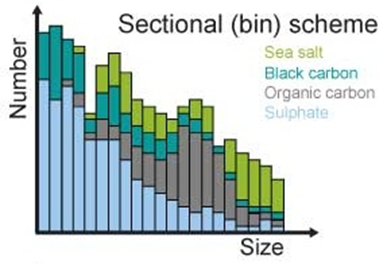 Sectional (bin) scheme
Sea salt
Black carbon
Organic carbon
Sulphate
Number
Size